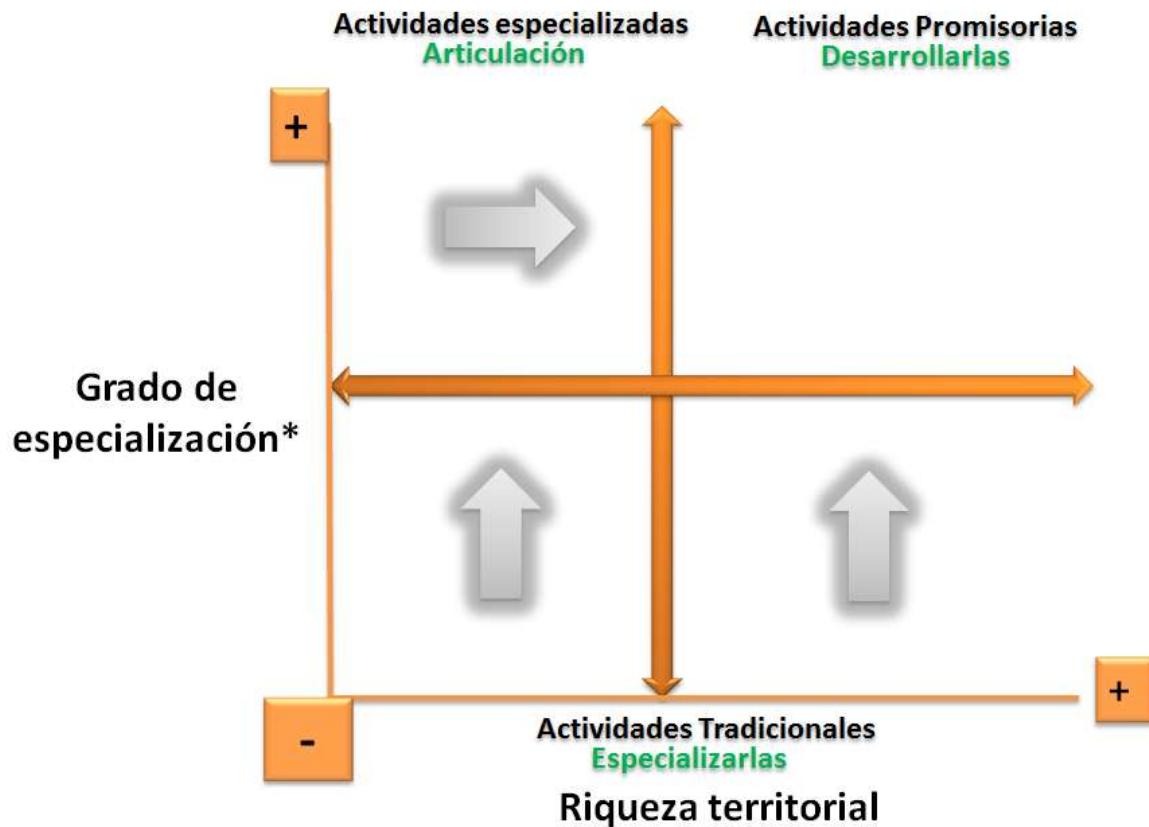 Actividades especializadas
Articulación
Actividades Promisorias
Desarrollarlas
+
Grado de
especialización*
-
+
Actividades Tradicionales
Especializarlas
Riqueza territorial